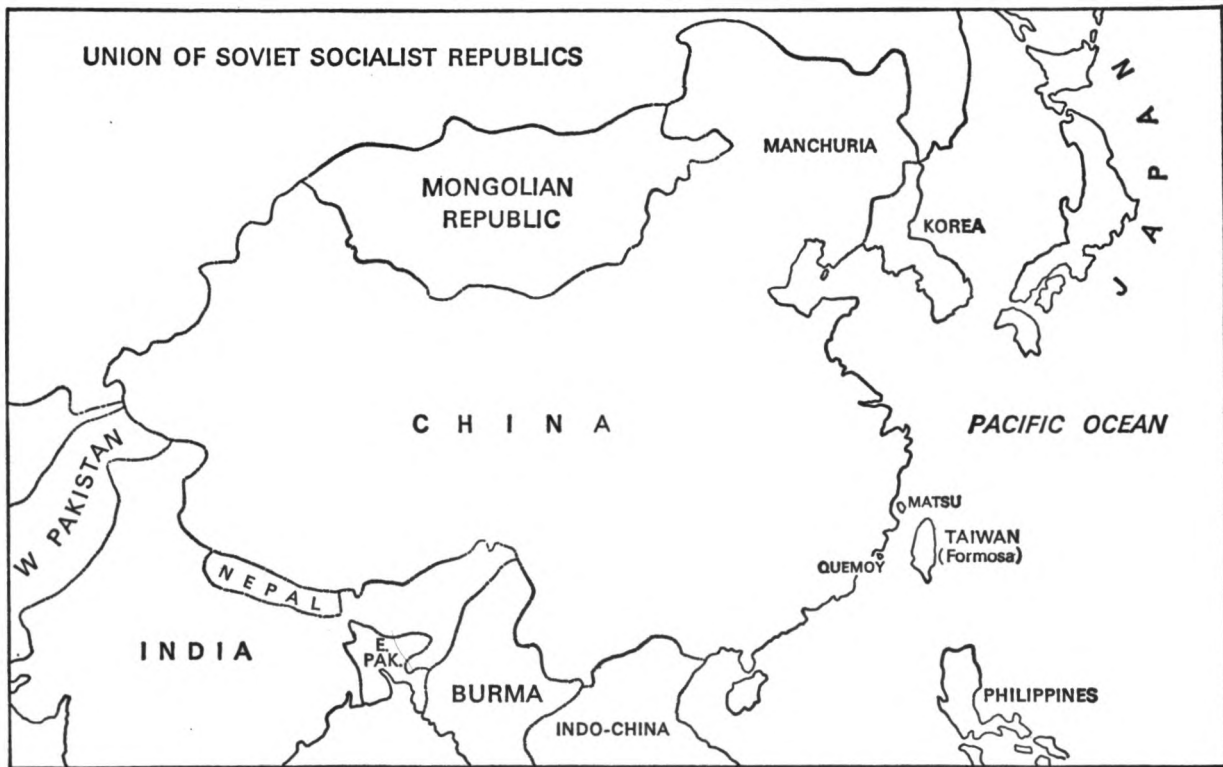 UNION OF SOVIET SOCIALIST REPUBLICS
MANCHURIA
MONGOLIAN
REPUBLIC
KOREA
JAPAN
CHINA
PACIFIC OCEAN
W PAKISTAN
MATSU
TAIWAN
(Formosa)
QUEMOY
NEPAL
INDIA
E.
PAK.
BURMA
INDO-CHINA
PHILIPPINES